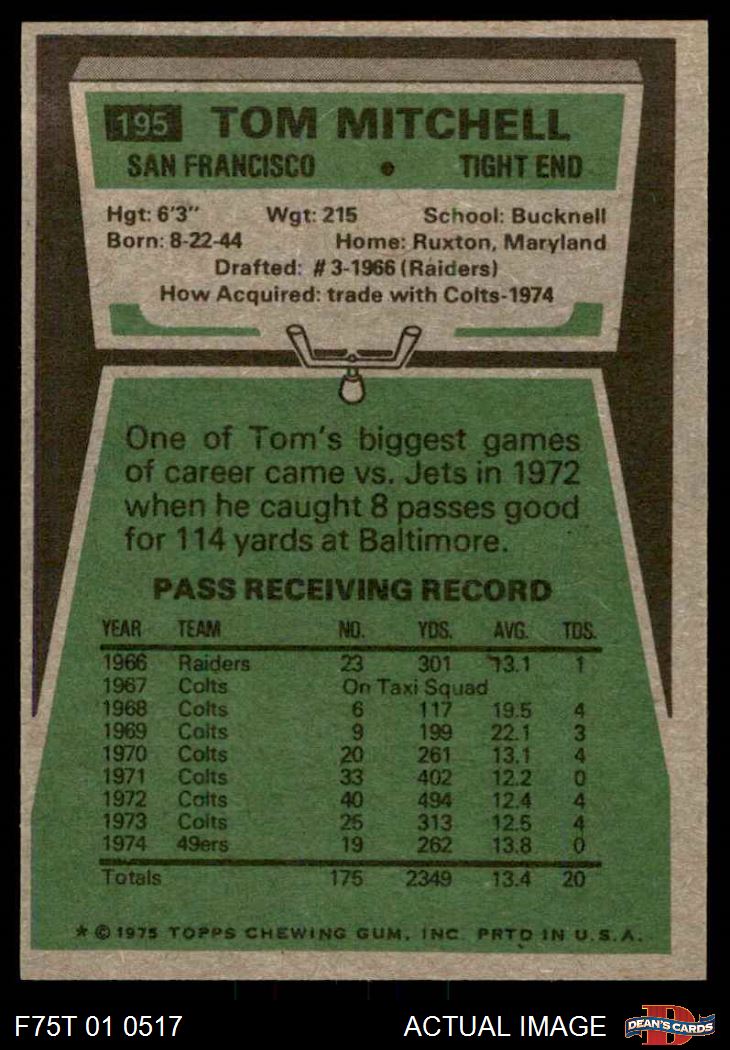 195 TOM MITCHELL
SAN FRANCISCO • TIGHT END
Hgt: 6'3" Wgt: 215 School: Bucknell
Born: 8-22-44 Home: Ruxton, Maryland
Drafted: #3-1966 (Raiders)
How Acquired: trade with Colts-1974
One of Tom's biggest games
of career came vs. Jets in 1972
when he caught 8 passes good
for 114 yards at Baltimore.
PASS RECEIVING RECORD
YEAR TEAM NO. YDS. AVG. TDS.
1966 Raiders 23 301 13.1 1
1967 Colts On Taxi Squad
1968 Colts 6 117 19.5 4
1969 Colts 9 199 22.1 3
1970 Colts 20 261 13.1 4
1971 Colts 33 402 12.2 0
1972 Colts 40 494 12.4 4
1973 Colts 25 313 12.5 4
1974 49ers 19 262 13.8 0
Totals 175 2349 13.4 20
* © 1975 TOPPS CHEWING GUM, INC. PRTD IN U.S.A.
F75T 01 0517 ACTUAL IMAGE D DEAN'S CARDS